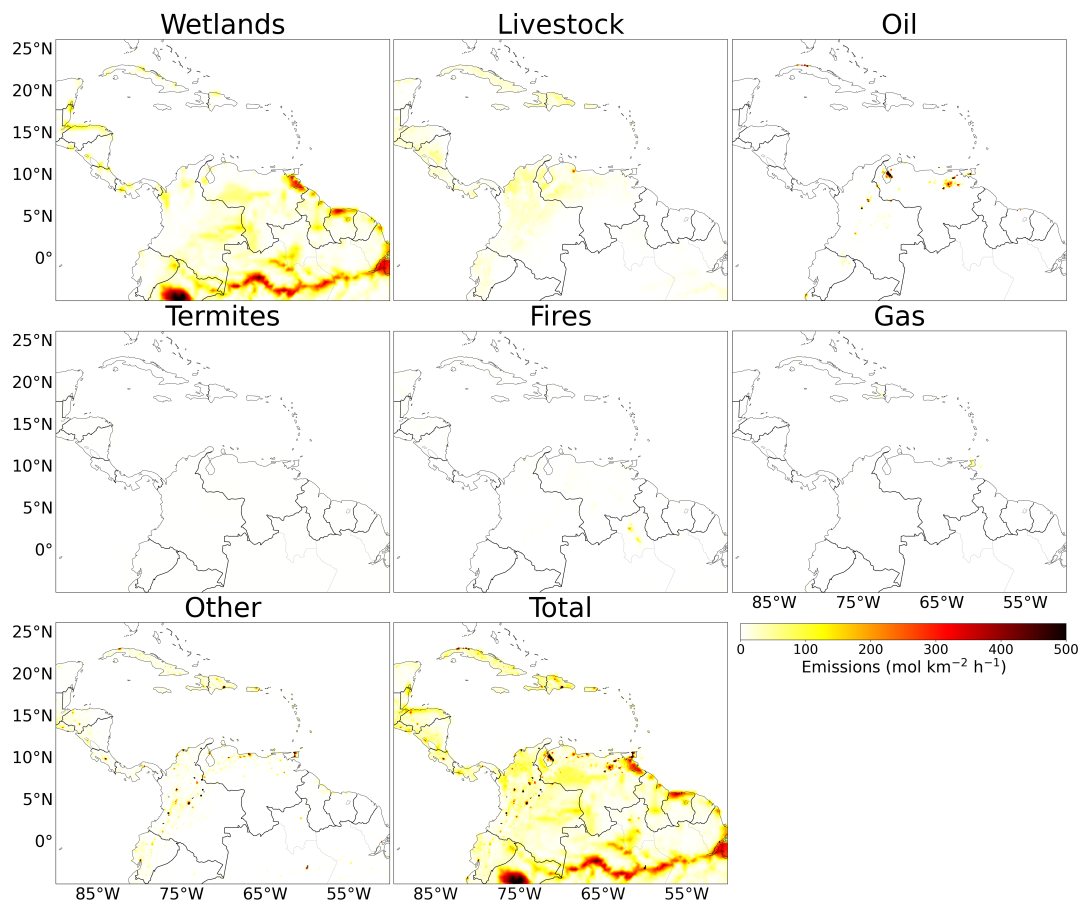 Wetlands Livestock Oil
25°N
20°N
15°N
10°N
5°N
0°
Termites Fires Gas
25°N
20°N
15°N
10°N
5°N
0°
85°W 75°W 65°W 55°W
Other Total
25°N
20°N
15°N
10°N
5°N
0°
0 100 200 300 400 500
Emissions (mol km⁻² h⁻¹)
85°W 75°W 65°W 55°W 85°W 75°W 65°W 55°W